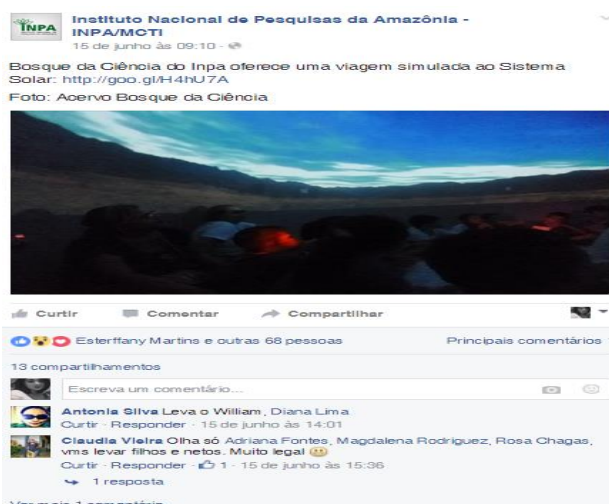 INPA
Instituto Nacional de Pesquisas da Amazônia -
INPA/MCTI
15 de junho às 09:10 ·
Bosque da Ciência do Inpa oferece uma viagem simulada ao Sistema
Solar: http://goo.gl/H4hU7A
Foto: Acervo Bosque da Ciência
Curtir Comentar Compartilhar
Esterffany Martins e outras 68 pessoas Principais comentários
13 compartilhamentos
Escreva um comentário...
Antonia Silva Leva o William, Diana Lima
Curtir · Responder · 15 de junho às 14:01
Claudia Vieira Olha só Adriana Fontes, Magdalena Rodriguez, Rosa Chagas,
vms levar filhos e netos. Muito legal
Curtir · Responder · 1 · 15 de junho às 15:36
1 resposta
Ver mais 1 comentário